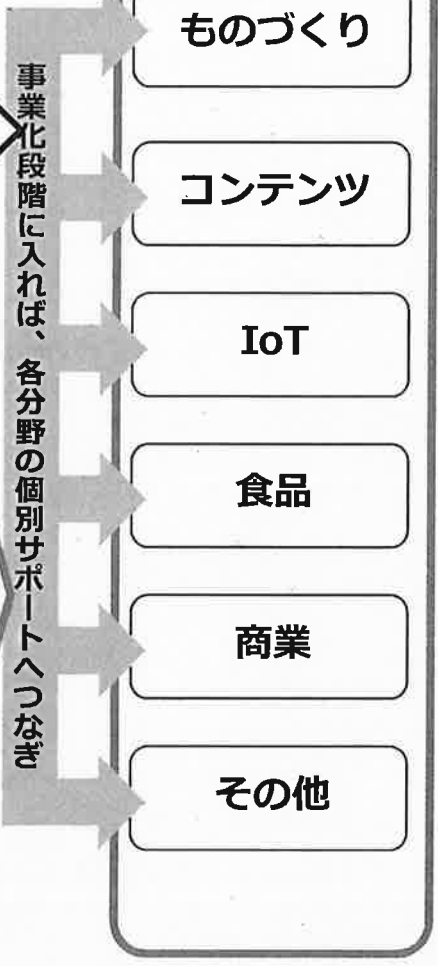 事業化段階に入れば、各分野の個別サポートへつなぎ
ものづくり
コンテンツ
IoT
食品
商業
その他